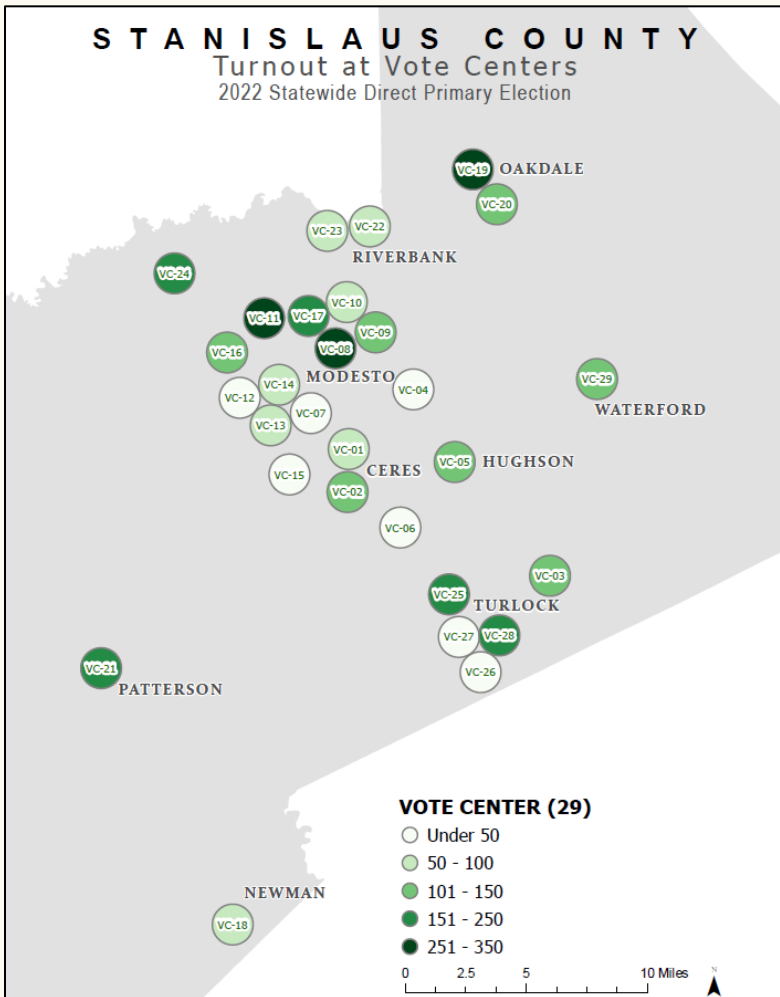 STANISLAUS COUNTY
Turnout at Vote Centers
2022 Statewide Direct Primary Election
VC-19 OAKDALE
VC-20
VC-23 VC-22
RIVERBANK
VC-24
VC-10
VC-11 VC-17
VC-09
VC-16 VC-08
MODESTO
VC-14
VC-04
VC-29
WATERFORD
VC-12
VC-07
VC-13
VC-01
CERES
VC-05 HUGHSON
VC-15
VC-02
VC-06
VC-03
VC-25
TURLOCK
VC-27 VC-28
VC-26
VC-21
PATTERSON
NEWMAN
VC-18
VOTE CENTER (29)
Under 50
50 - 100
101 - 150
151 - 250
251 - 350
0 2.5 5 10 Miles
N